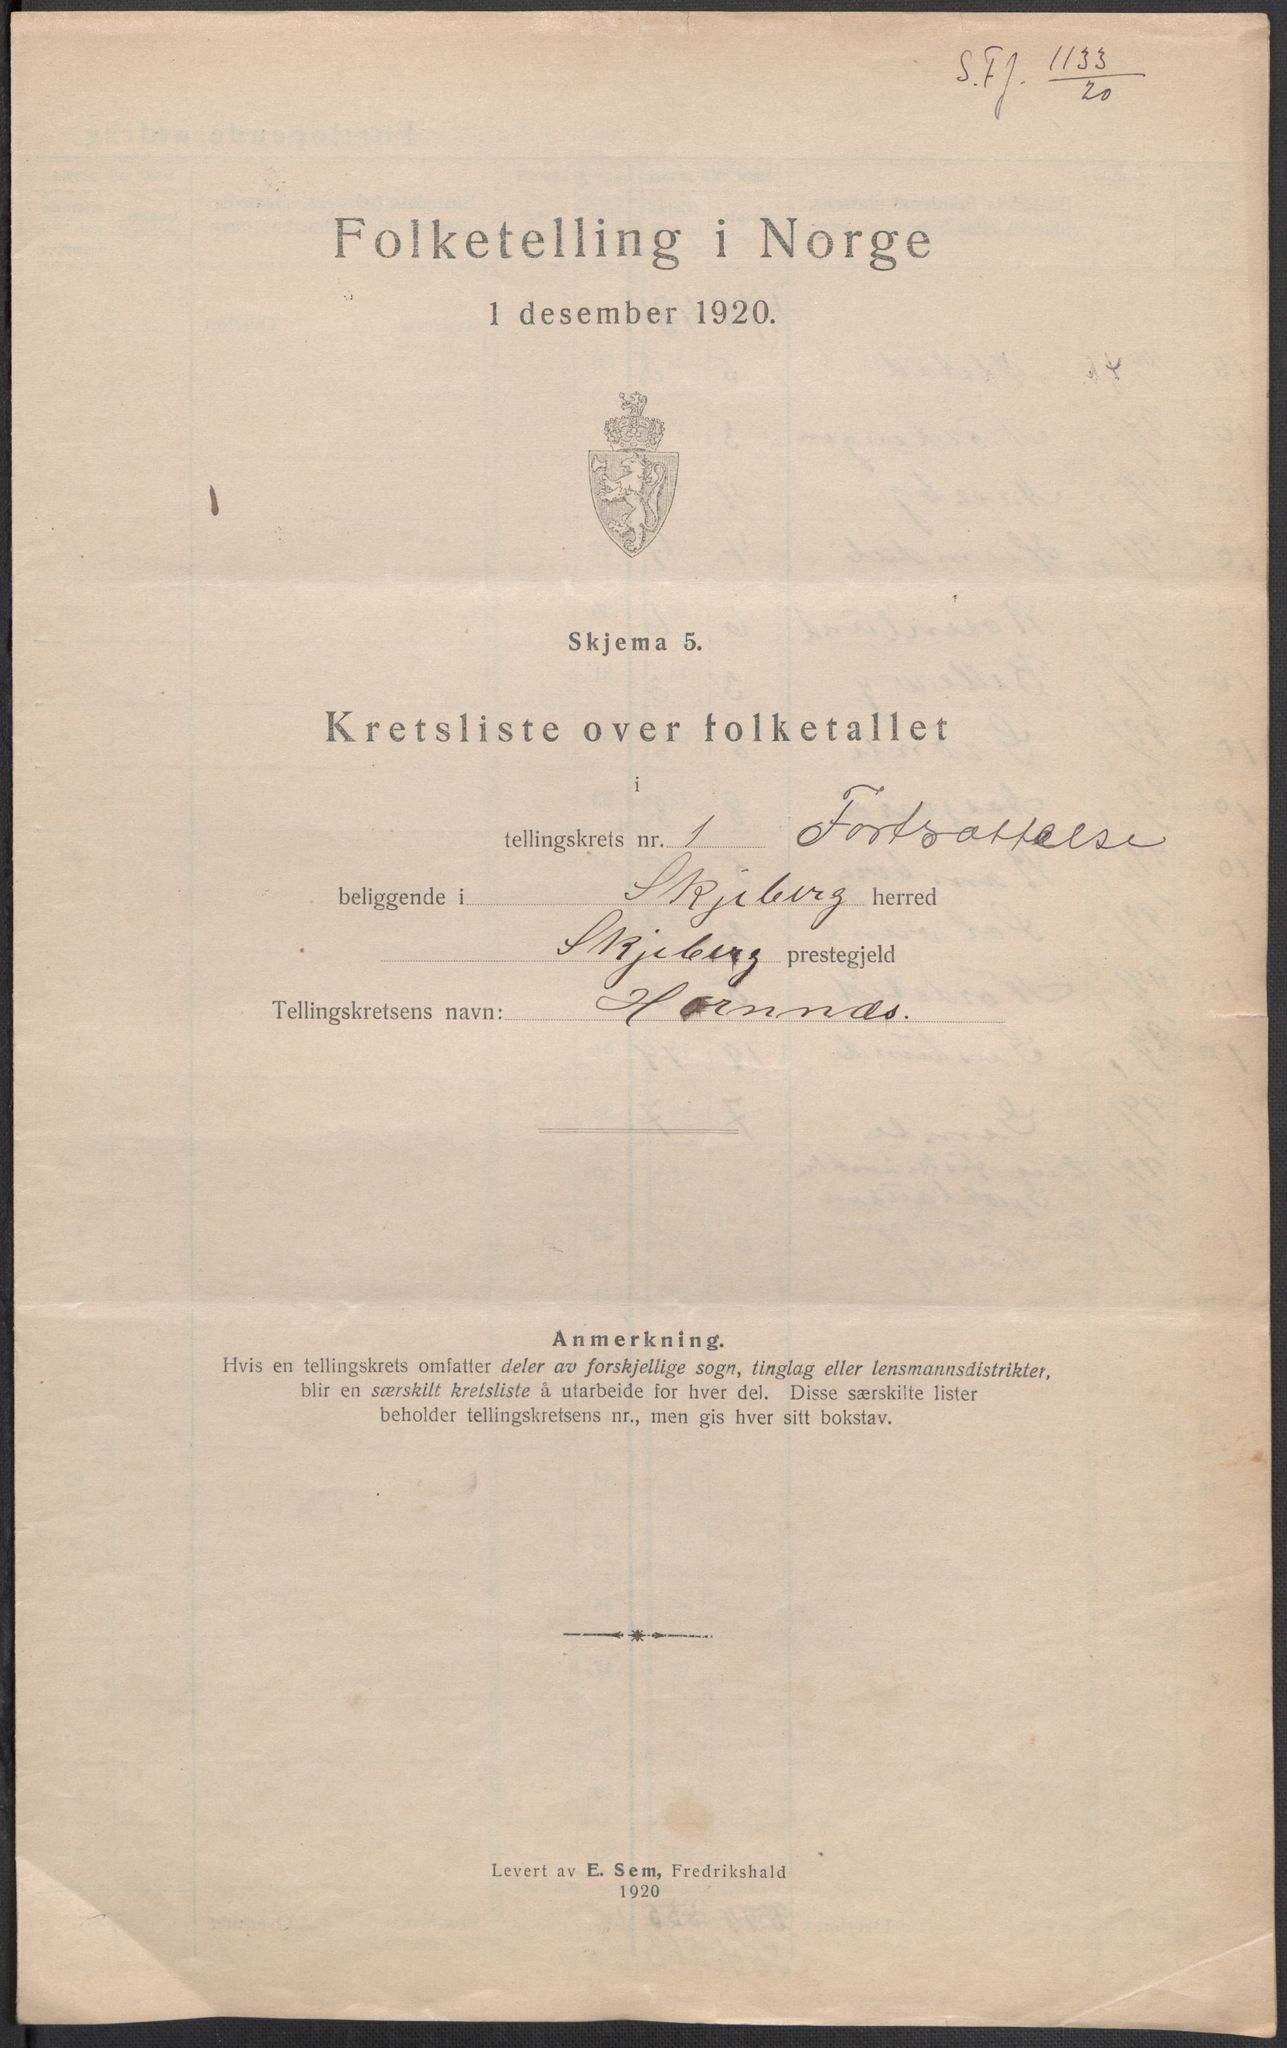 S.Fj. 1133/20
Folketelling i Norge
1 desember 1920.
Skjema 5.
Kretsliste over folketallet
i
tellingskrets nr. 1 Fortsættelse
beliggende i Skjeberg herred
Skjeberg prestegjeld
Tellingskretsens navn: Hornnæs.
Anmerkning.
Hvis en tellingskrets omfatter deler av forskjellige sogn, tinglag eller lensmannsdistrikter,
blir en særskilt kretsliste å utarbeide for hver del. Disse særskilte lister
beholder tellingskretsens nr., men gis hver sitt bokstav.
Levert av E. Sem, Fredrikshald
1920